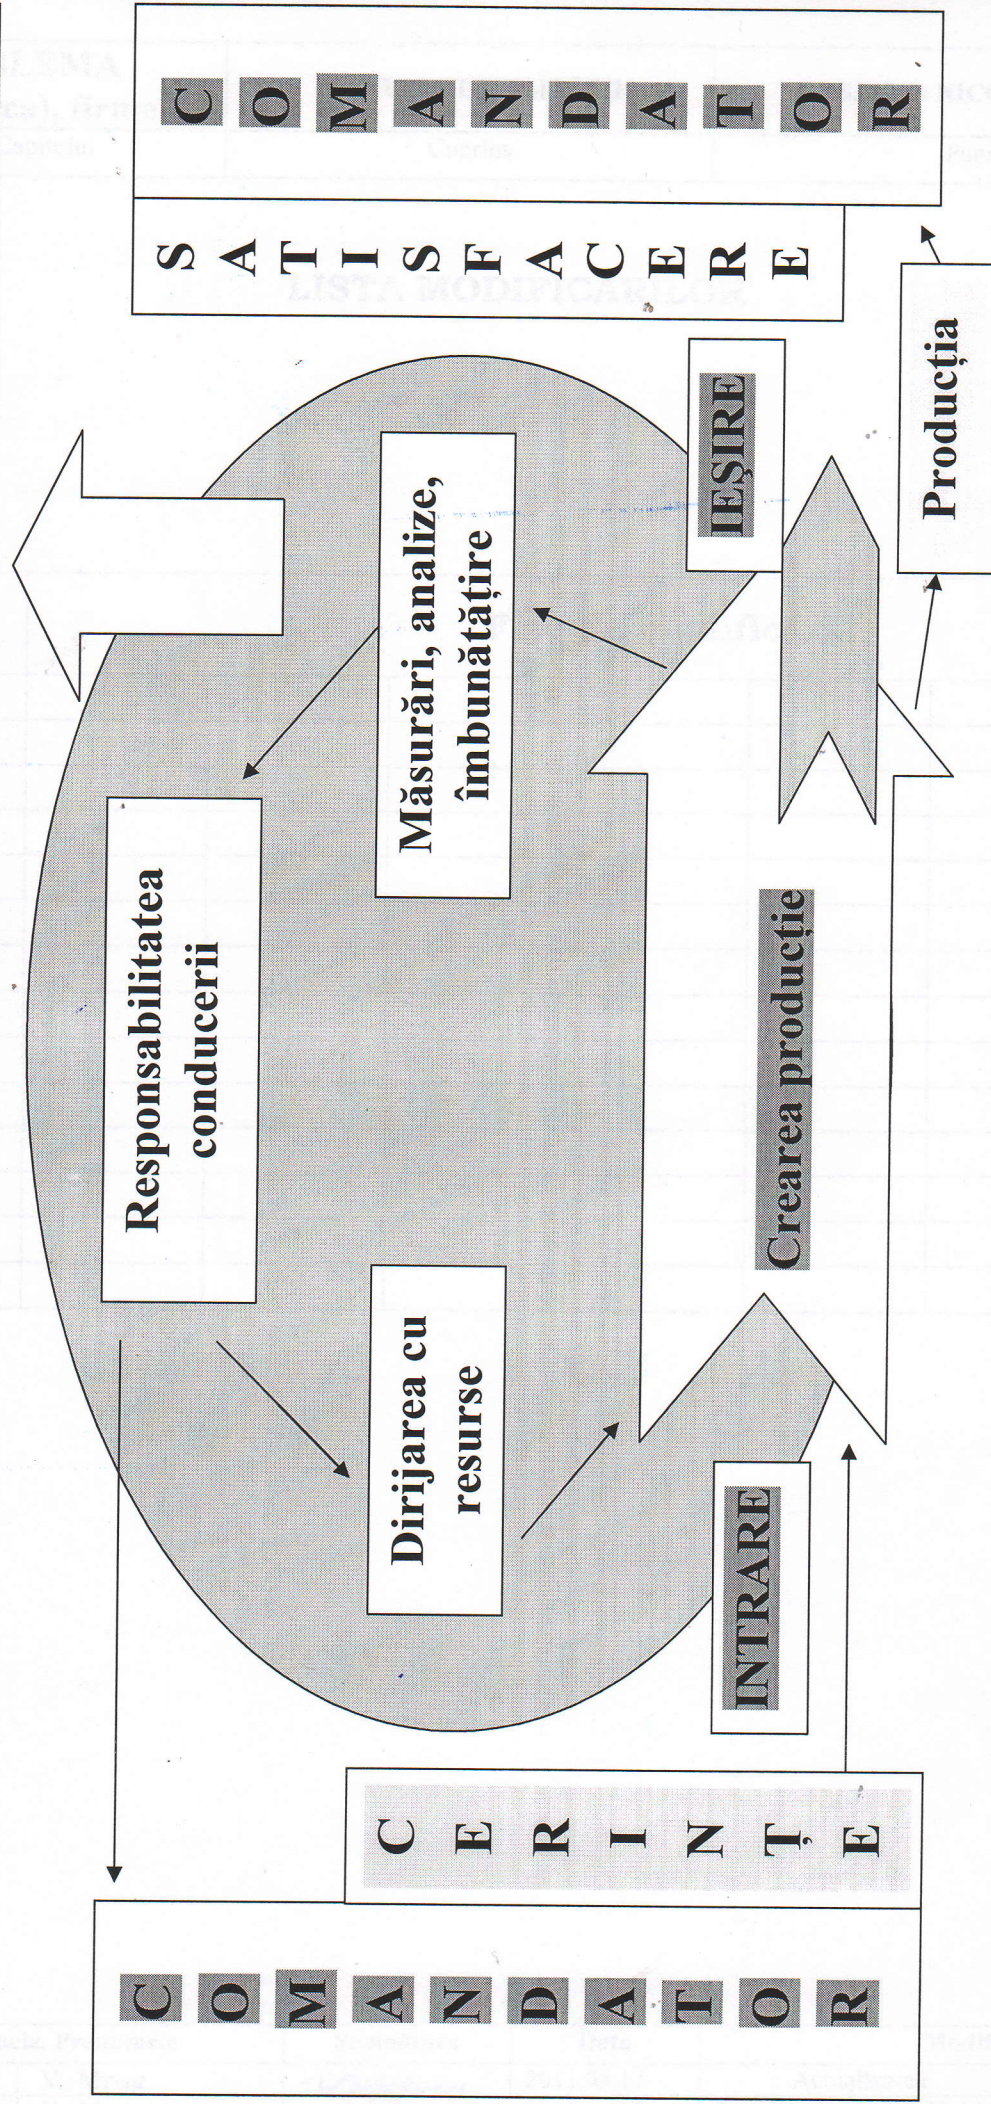 COMANDATOR
CERINȚE
INTRARE
Responsabilitatea
conducerii
Dirijarea cu
resurse
Măsurări, analize,
îmbunătățire
Crearea producție
IEȘIRE
Producția
SATISFACERE
COMANDATOR
LISTA MODIFICARILOR